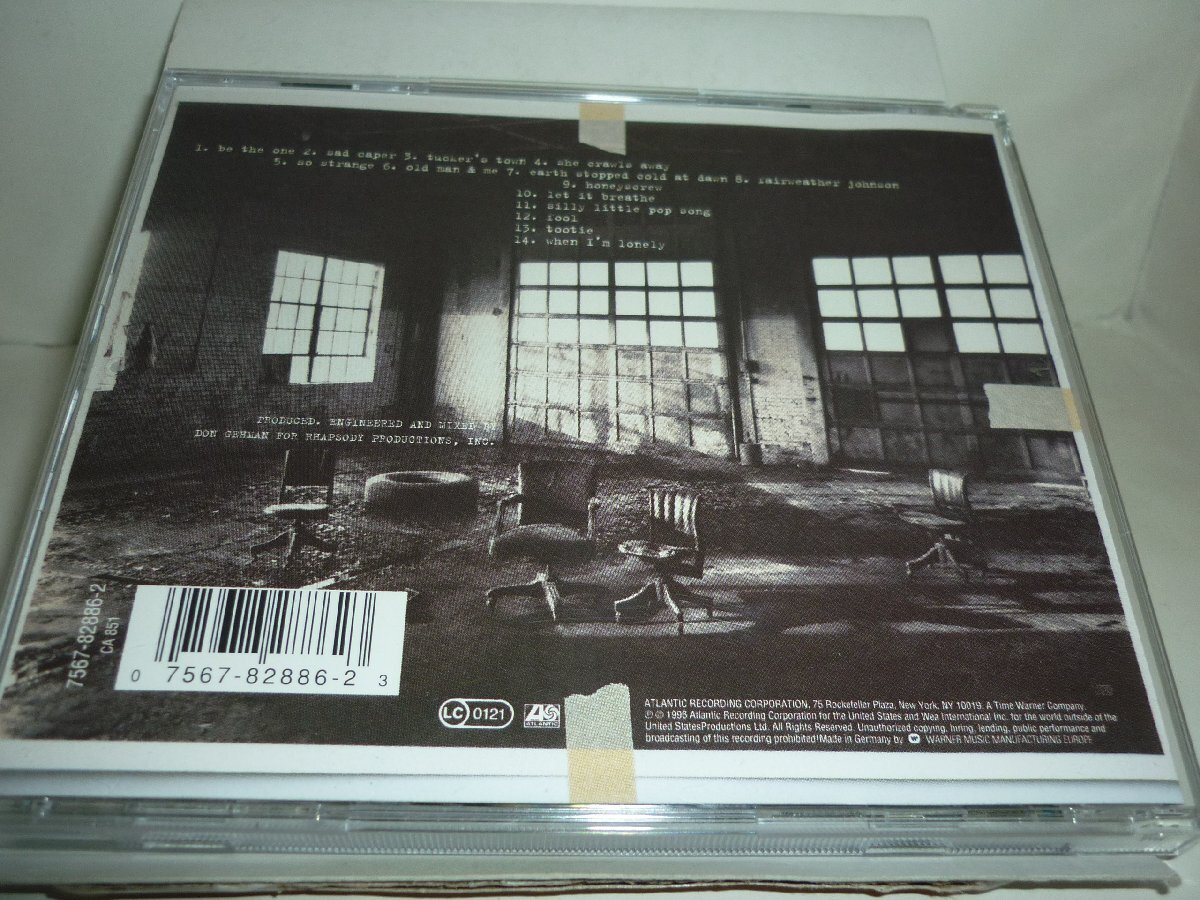 1. be the one 2. sad caper 3. tucker's town 4. she crawls away
5. so strange 6. old man & me 7. earth stopped cold at dawn 8. fairweather johnson
9. honeyscrew
10. let it breathe
11. silly little pop song
12. fool
13. tootie
14. when I'm lonely
PRODUCED, ENGINEERED AND MIXED BY
DON GEHMAN FOR RHAPSODY PRODUCTIONS, INC.
7567-82886-2
CA 851
0 7567-82886-2 3
LC 0121
ATLANTIC
ATLANTIC RECORDING CORPORATION, 75 Rockefeller Plaza, New York, NY 10019. A Time Warner Company.
℗ © 1996 Atlantic Recording Corporation for the United States and Wea International Inc. for the world outside of the
United StatesProductions Ltd. All Rights Reserved. Unauthorized copying, hiring, lending, public performance and
broadcasting of this recording prohibited! Made in Germany by WARNER MUSIC MANUFACTURING EUROPE